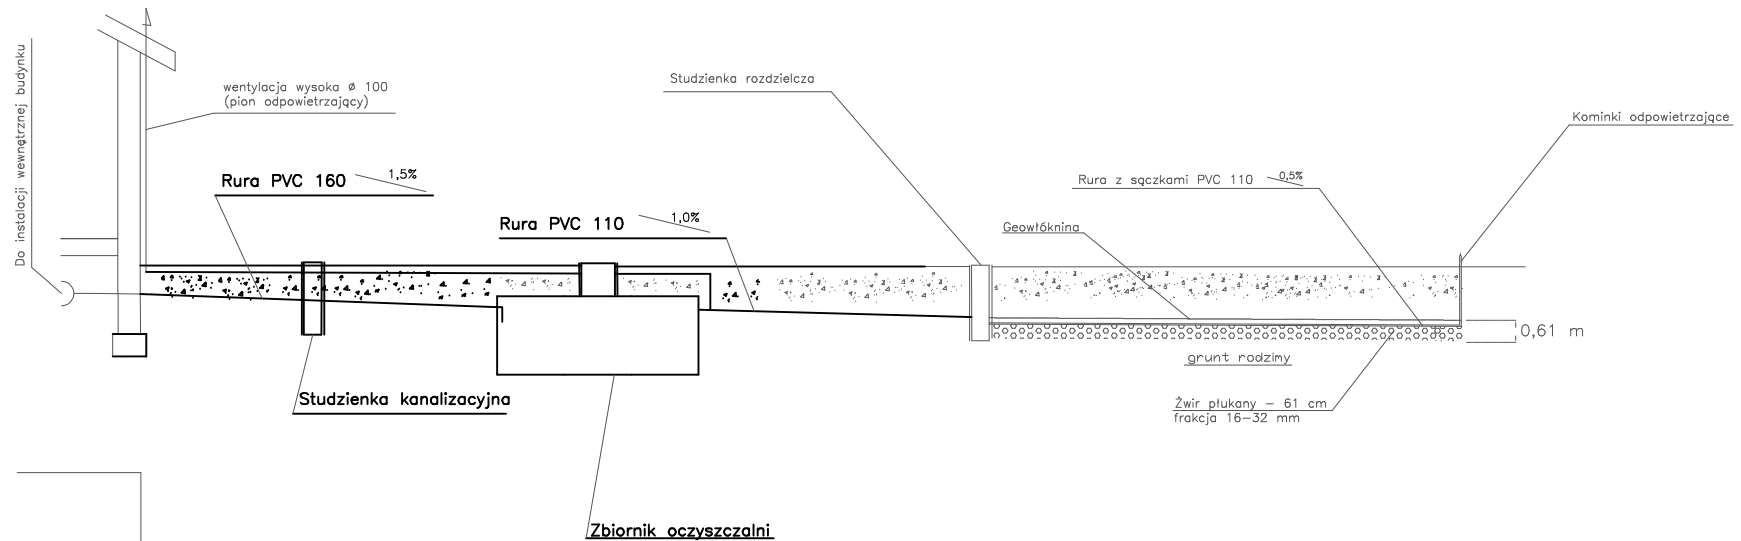 Do instalacji wewnętrznej budynku
wentylacja wysoka ø 100
(pion odpowietrzający)
Studzienka rozdzielcza
Kominki odpowietrzające
Rura PVC 160 1,5%
Rura z sączkami PVC 110 0,5%
Rura PVC 110 1,0%
Geowłóknina
0,61 m
grunt rodzimy
Studzienka kanalizacyjna
Żwir płukany – 61 cm
frakcja 16–32 mm
Zbiornik oczyszczalni